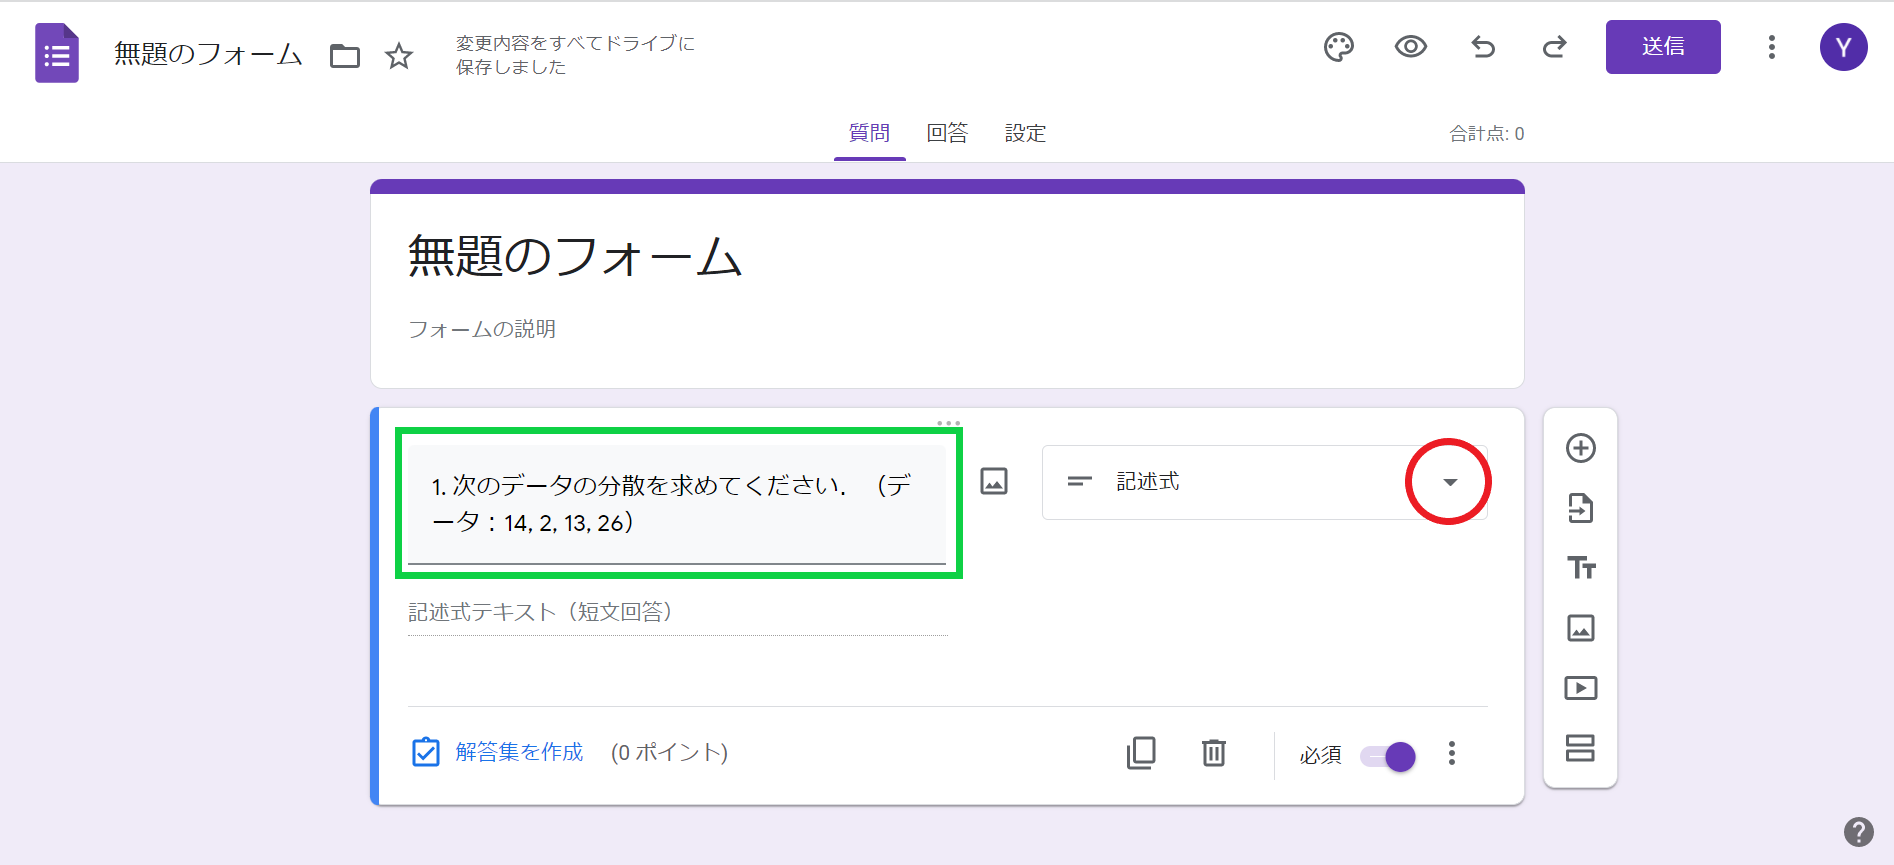 無題のフォーム
変更内容をすべてドライブに
保存しました
送信
Y
質問 回答 設定
合計点: 0
無題のフォーム
フォームの説明
1. 次のデータの分散を求めてください．（デ
ータ：14, 2, 13, 26）
記述式
記述式テキスト（短文回答）
解答集を作成 (0 ポイント)
必須